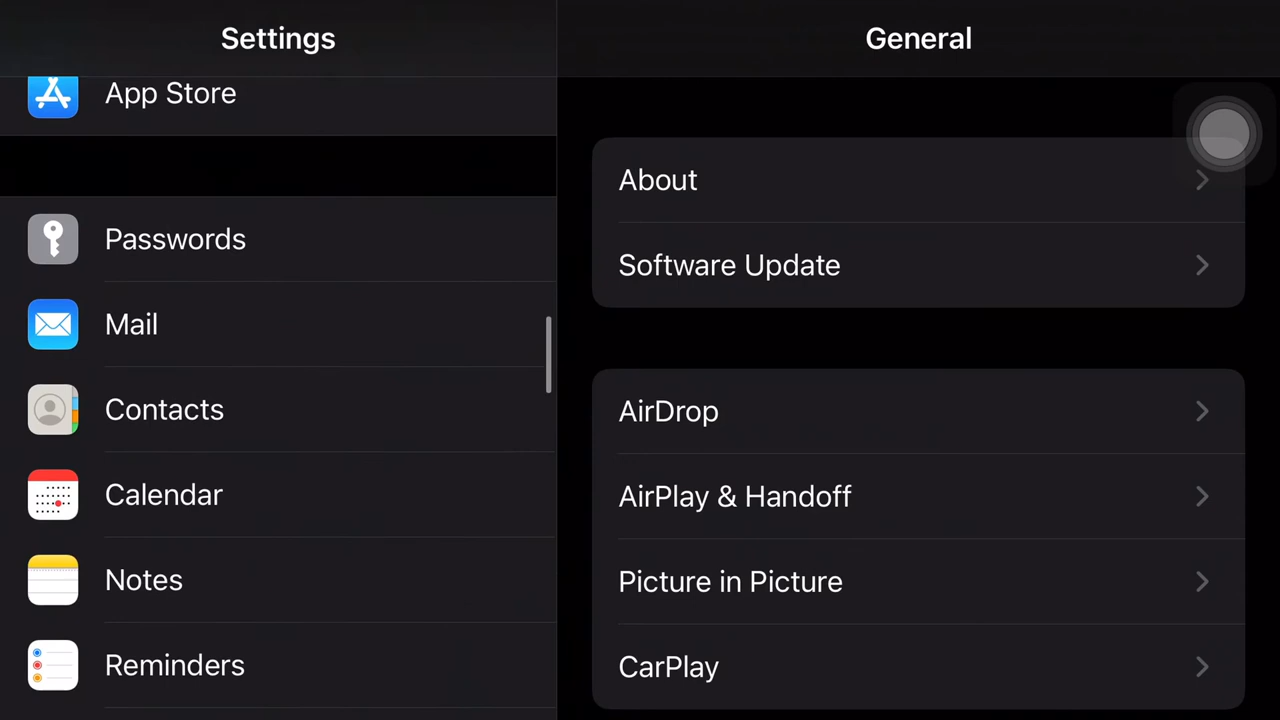 Settings
App Store
Passwords
Mail
Contacts
Calendar
Notes
Reminders
General
About
Software Update
AirDrop
AirPlay & Handoff
Picture in Picture
CarPlay